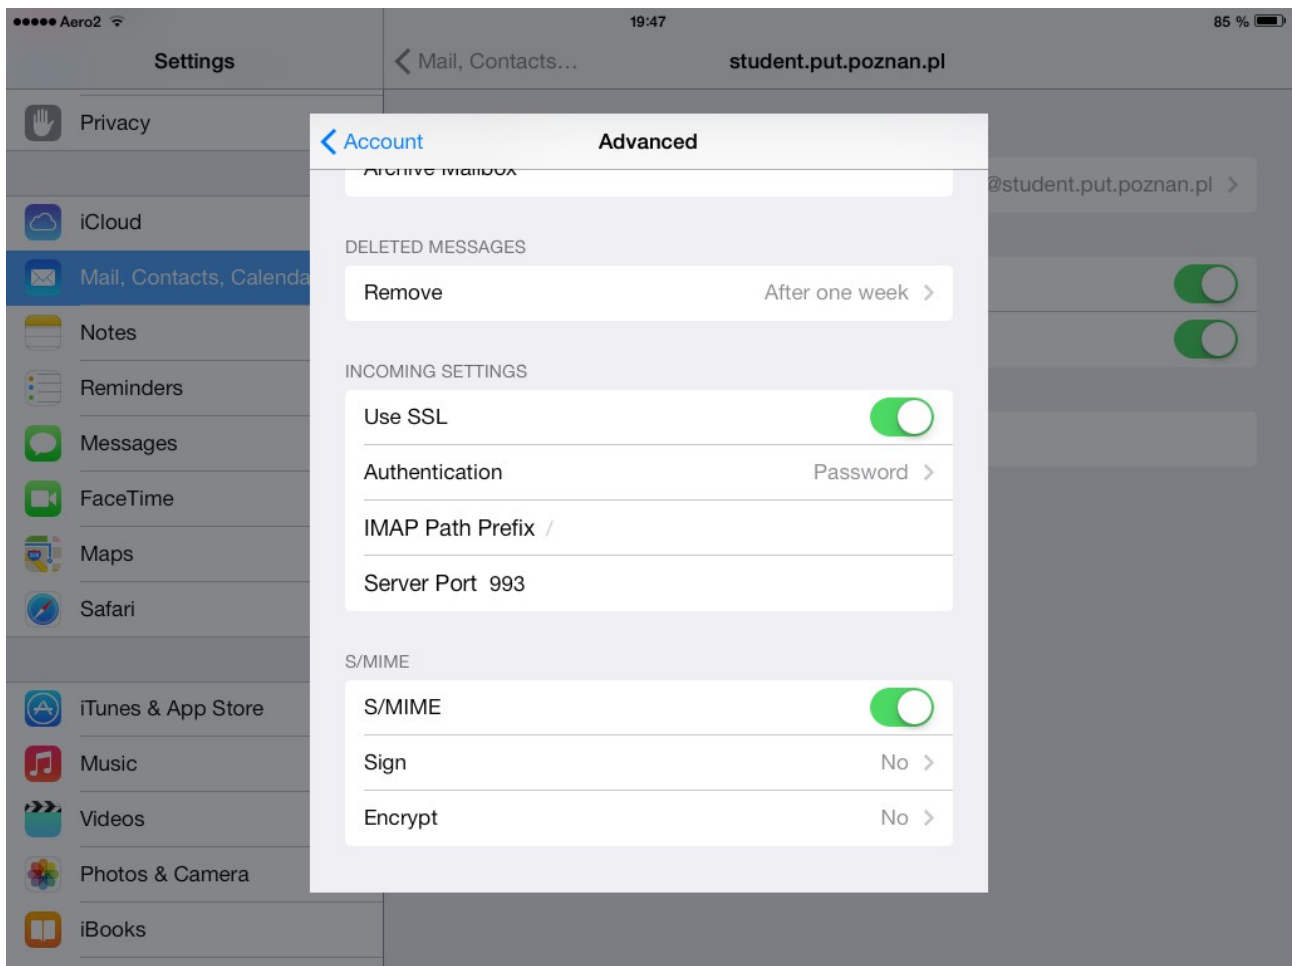 Aero2
19:47
85 %
Settings
Mail, Contacts...
student.put.poznan.pl
Privacy
iCloud
Mail, Contacts, Calenda
Notes
Reminders
Messages
FaceTime
Maps
Safari
iTunes & App Store
Music
Videos
Photos & Camera
iBooks
@student.put.poznan.pl
Account
Advanced
Archive Mailbox
DELETED MESSAGES
Remove After one week
INCOMING SETTINGS
Use SSL
Authentication Password
IMAP Path Prefix /
Server Port 993
S/MIME
S/MIME
Sign No
Encrypt No